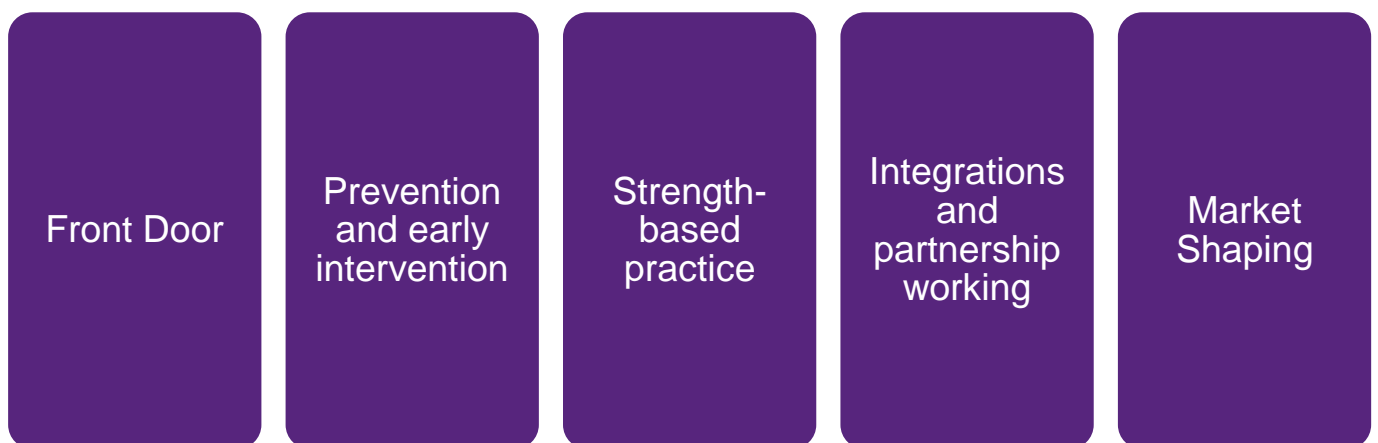 Front Door
Prevention
and early
intervention
Strength-
based
practice
Integrations
and
partnership
working
Market
Shaping